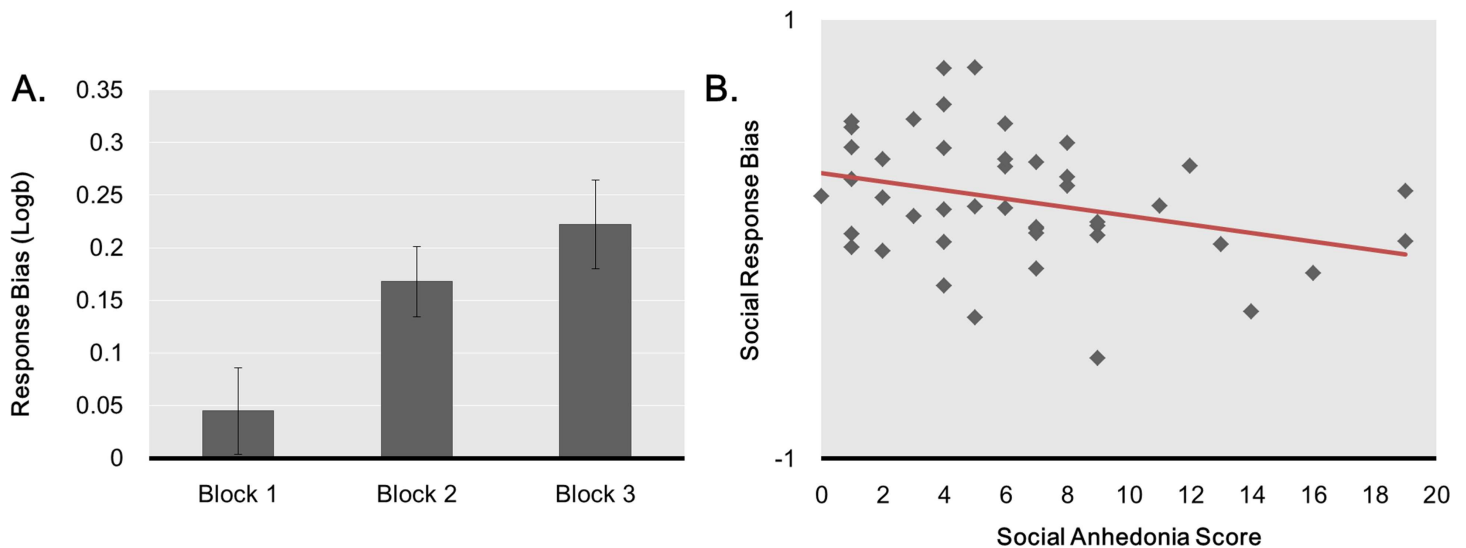 A.
Response Bias (Logb)
0.35
0.3
0.25
0.2
0.15
0.1
0.05
0
Block 1 Block 2 Block 3
B.
Social Response Bias
1
-1
0 2 4 6 8 10 12 14 16 18 20
Social Anhedonia Score